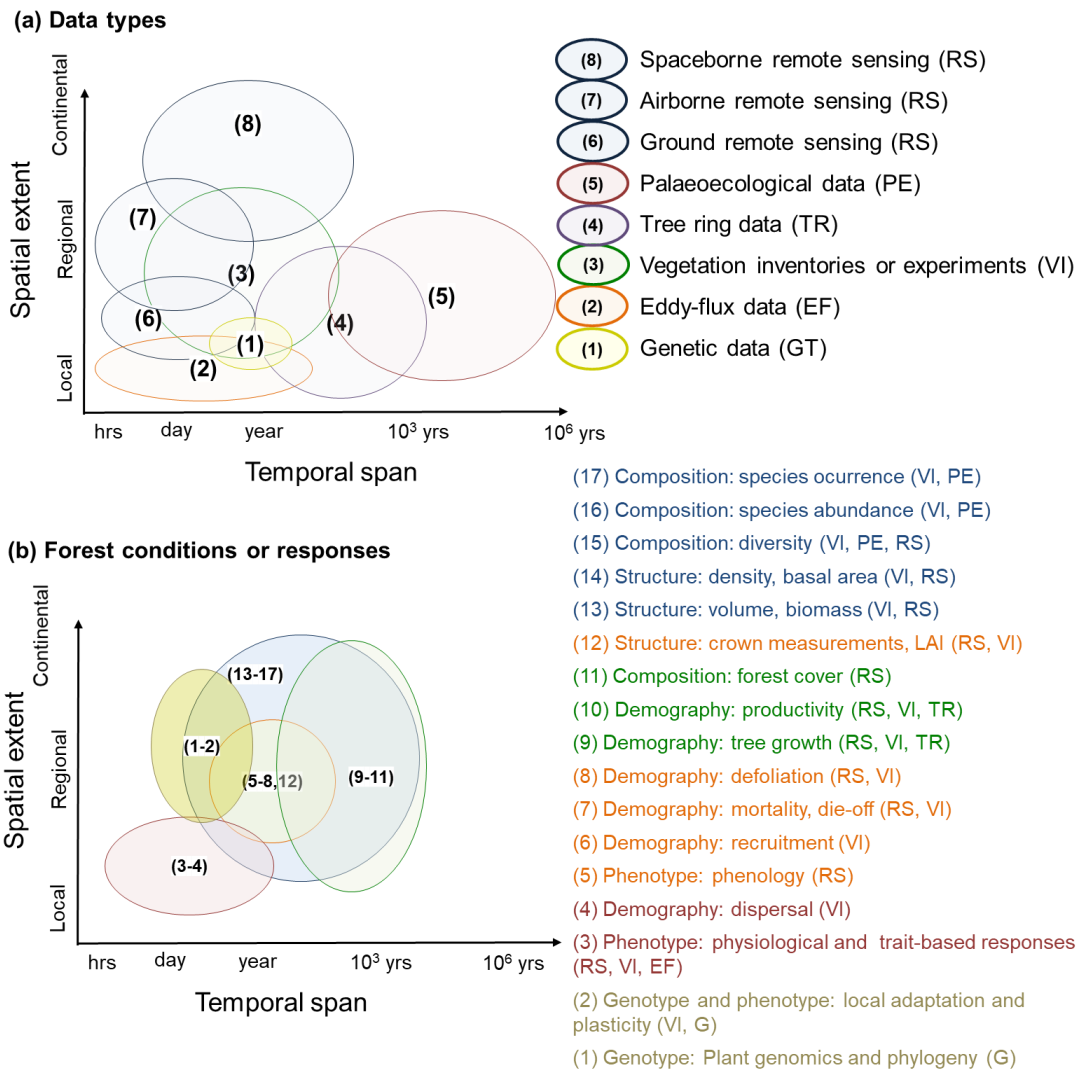 (a) Data types
Continental
Regional
Local
Spatial extent
(8)
(7)
(3)
(6)
(5)
(4)
(1)
(2)
hrs day year 10³ yrs 10⁶ yrs
Temporal span
(8) Spaceborne remote sensing (RS)
(7) Airborne remote sensing (RS)
(6) Ground remote sensing (RS)
(5) Palaeoecological data (PE)
(4) Tree ring data (TR)
(3) Vegetation inventories or experiments (VI)
(2) Eddy-flux data (EF)
(1) Genetic data (GT)
(b) Forest conditions or responses
Continental
Regional
Local
Spatial extent
(13-17)
(1-2)
(5-8,12)
(9-11)
(3-4)
hrs day year 10³ yrs 10⁶ yrs
Temporal span
(17) Composition: species ocurrence (VI, PE)
(16) Composition: species abundance (VI, PE)
(15) Composition: diversity (VI, PE, RS)
(14) Structure: density, basal area (VI, RS)
(13) Structure: volume, biomass (VI, RS)
(12) Structure: crown measurements, LAI (RS, VI)
(11) Composition: forest cover (RS)
(10) Demography: productivity (RS, VI, TR)
(9) Demography: tree growth (RS, VI, TR)
(8) Demography: defoliation (RS, VI)
(7) Demography: mortality, die-off (RS, VI)
(6) Demography: recruitment (VI)
(5) Phenotype: phenology (RS)
(4) Demography: dispersal (VI)
(3) Phenotype: physiological and trait-based responses
(RS, VI, EF)
(2) Genotype and phenotype: local adaptation and
plasticity (VI, G)
(1) Genotype: Plant genomics and phylogeny (G)